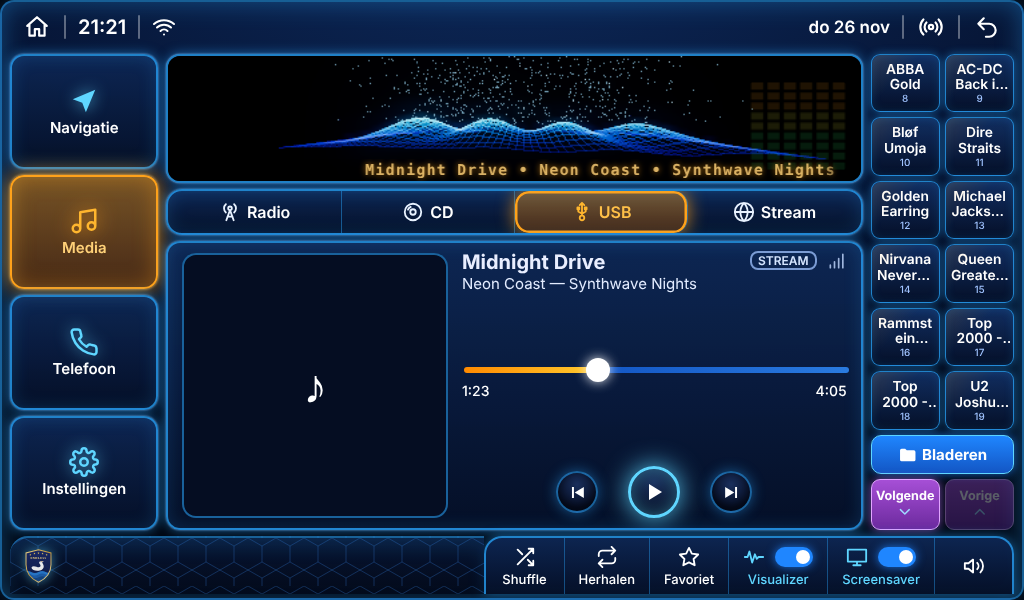 21:21
do 26 nov
Navigatie
Media
Telefoon
Instellingen
Midnight Drive • Neon Coast • Synthwave Nights
Radio
CD
USB
Stream
Midnight Drive
STREAM
Neon Coast — Synthwave Nights
1:23
4:05
ABBA
Gold
8
AC-DC
Back i...
9
Bløf
Umoja
10
Dire
Straits
11
Golden
Earring
12
Michael
Jacks...
13
Nirvana
Never...
14
Queen
Greate...
15
Rammst
ein...
16
Top
2000 -..
17
Top
2000 -..
18
U2
Joshu...
19
Bladeren
Volgende
Vorige
Shuffle
Herhalen
Favoriet
Visualizer
Screensaver